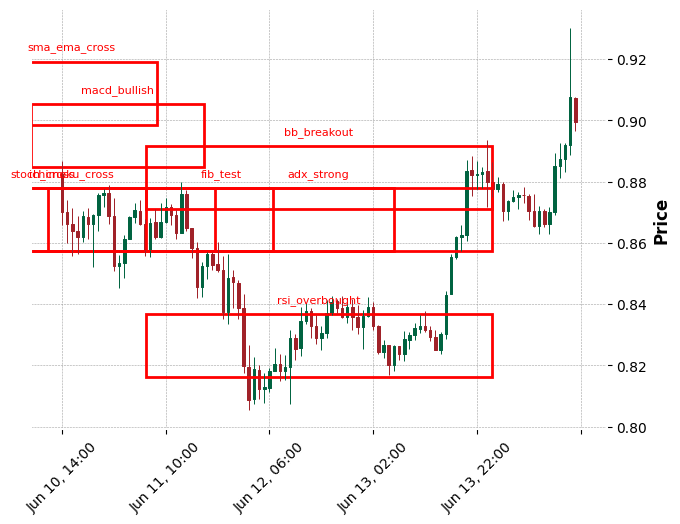 sma_ema_cross
macd_bullish
bb_breakout
fib_test
adx_strong
rsi_overbought
0.92
0.90
0.88
0.86
0.84
0.82
0.80
Price
Jun 10, 14:00
Jun 11, 10:00
Jun 12, 06:00
Jun 13, 02:00
Jun 13, 22:00